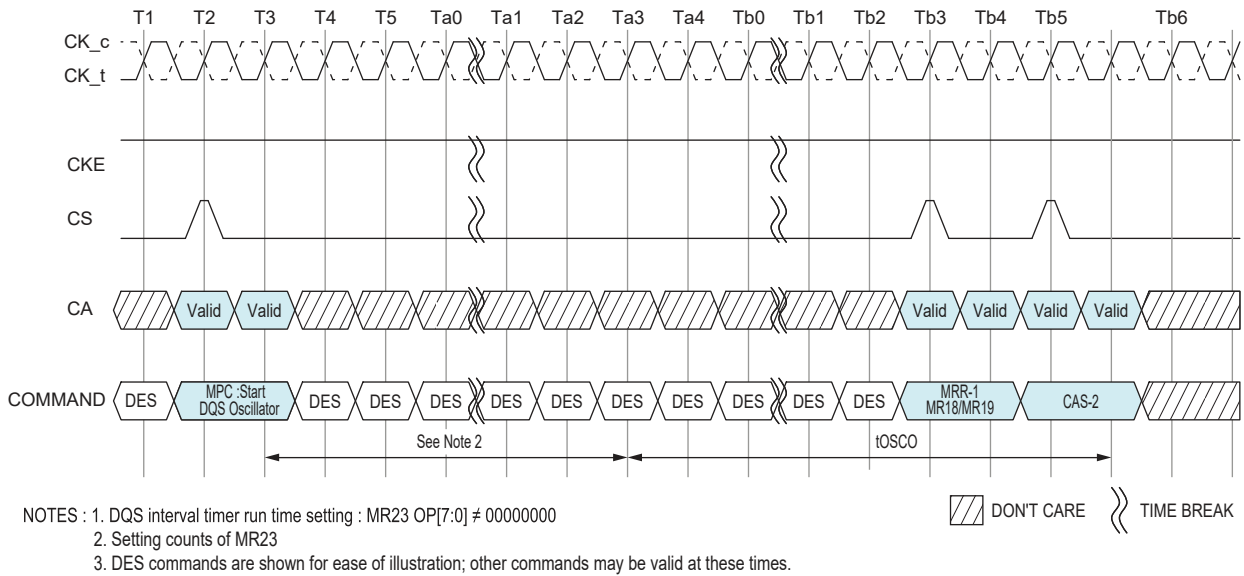 T1 T2 T3 T4 T5 Ta0 Ta1 Ta2 Ta3 Ta4 Tb0 Tb1 Tb2 Tb3 Tb4 Tb5 Tb6
CK_c
CK_t
CKE
CS
CA Valid Valid Valid Valid Valid Valid
COMMAND DES MPC :Start DES DES DES DES DES DES DES DES DES DES MRR-1 CAS-2
DQS Oscillator MR18/MR19
See Note 2 tOSCO
NOTES : 1. DQS interval timer run time setting : MR23 OP[7:0] ≠ 00000000
2. Setting counts of MR23
3. DES commands are shown for ease of illustration; other commands may be valid at these times.
DON'T CARE TIME BREAK